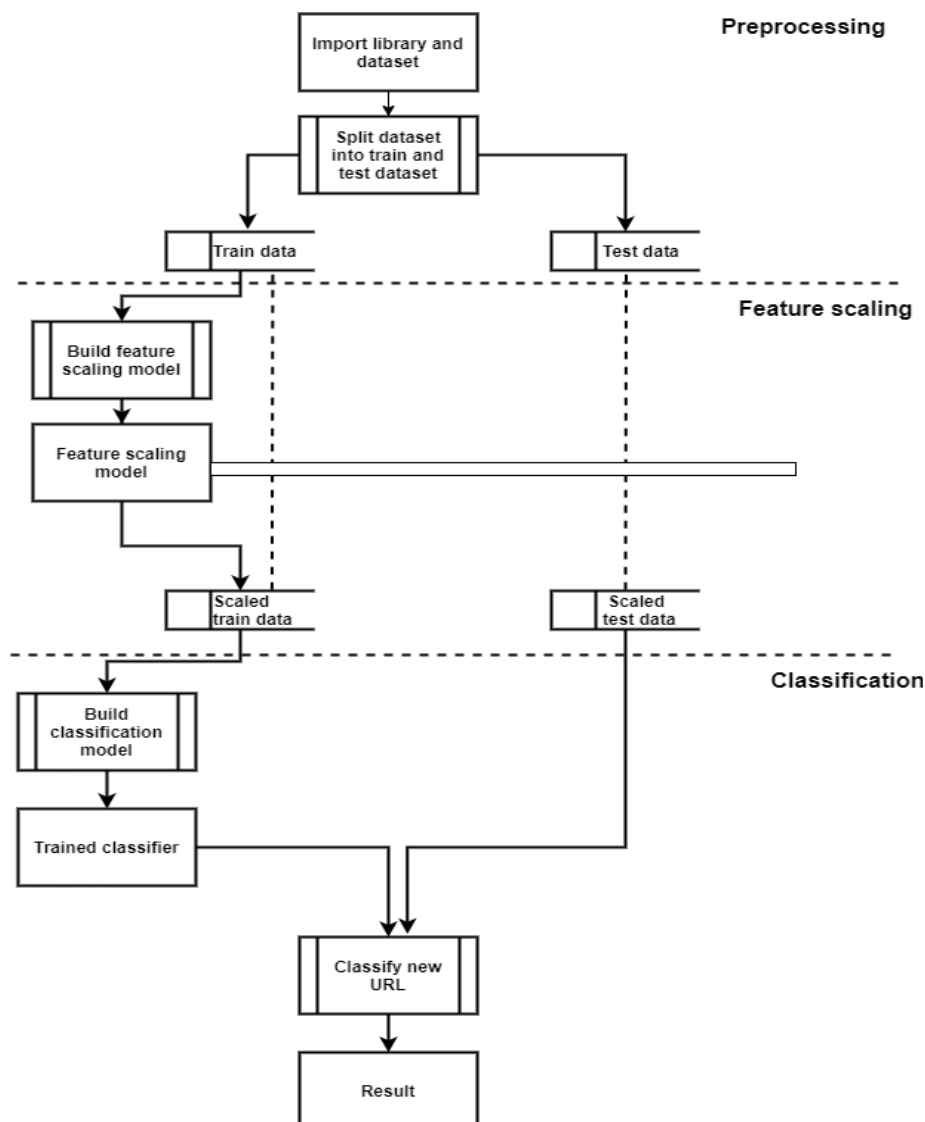 Preprocessing
Import library and
dataset
Split dataset
into train and
test dataset
Train data
Test data
Feature scaling
Build feature
scaling model
Feature scaling
model
Scaled
train data
Scaled
test data
Classification
Build
classification
model
Trained classifier
Classify new
URL
Result